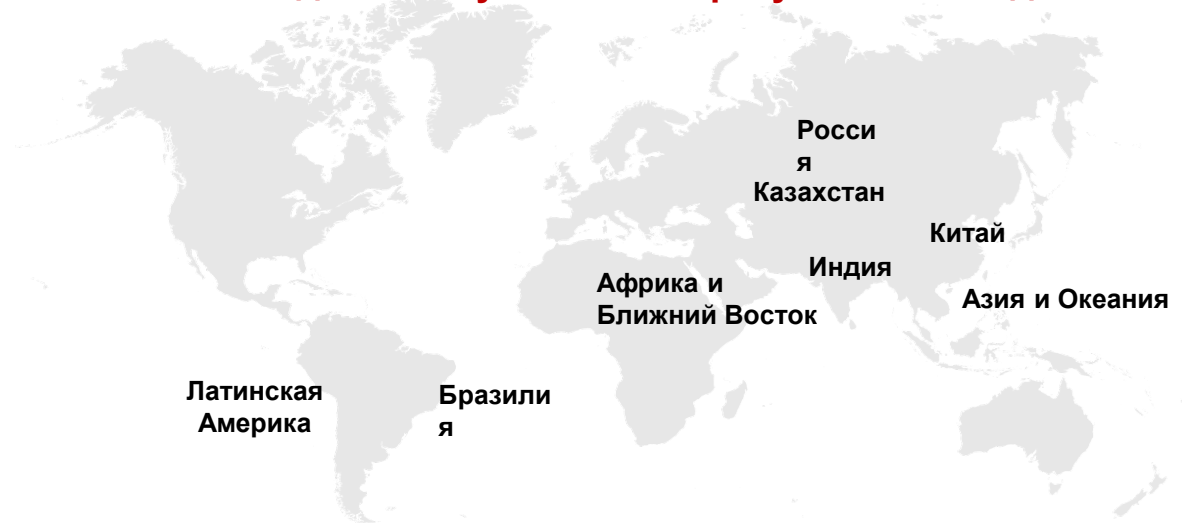 Росси
я
Казахстан
Китай
Индия
Африка и
Ближний Восток
Азия и Океания
Латинская
Америка
Бразили
я